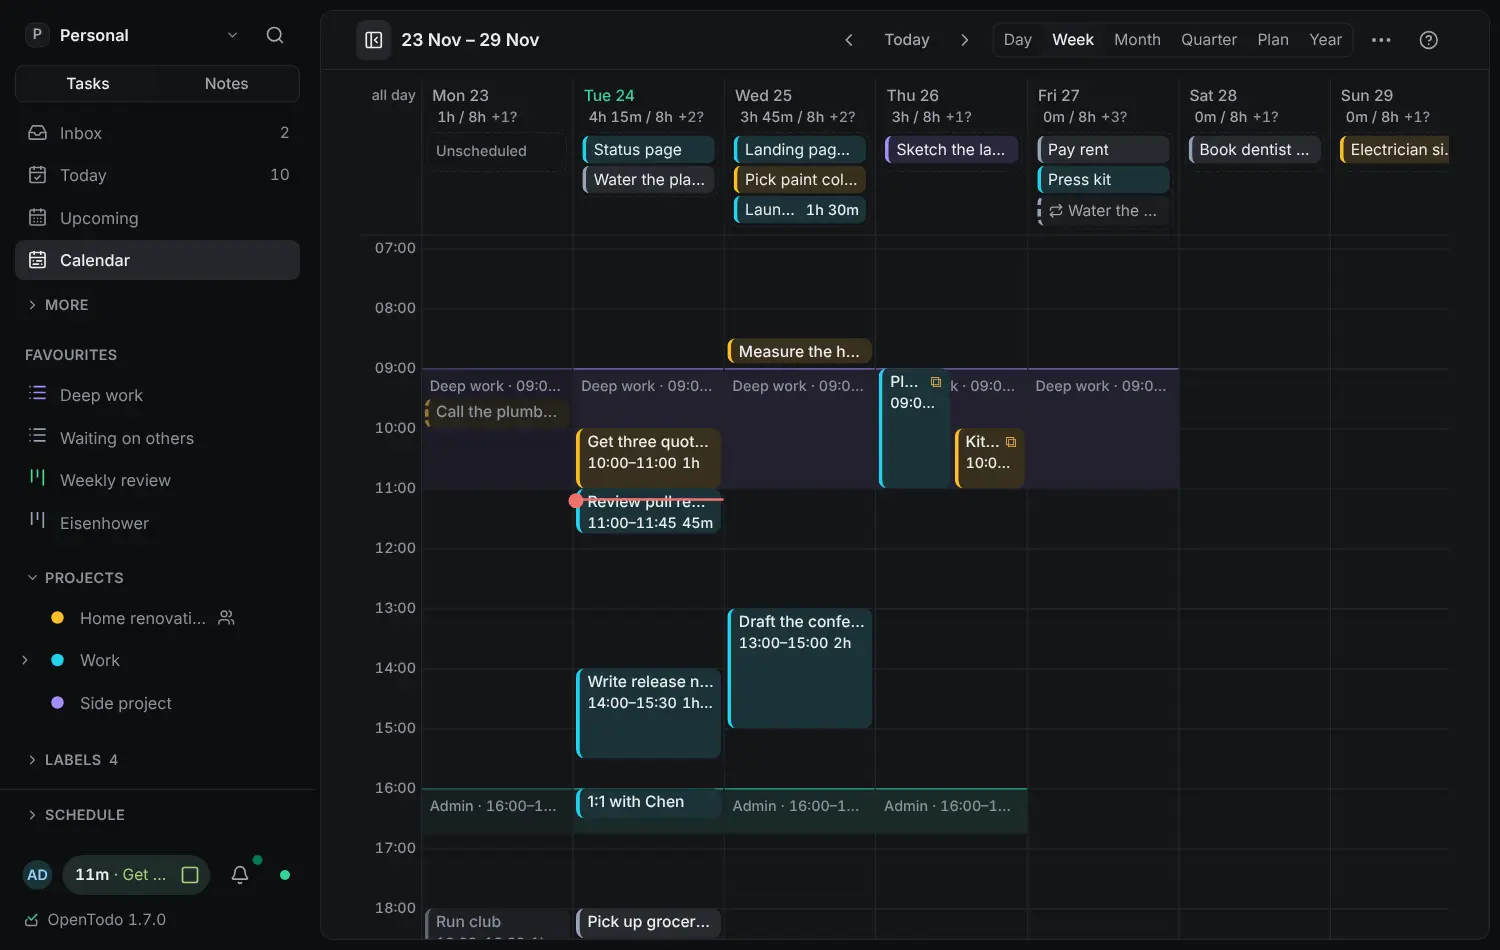 P Personal
Tasks Notes
Inbox 2
Today 10
Upcoming
Calendar
MORE
FAVOURITES
Deep work
Waiting on others
Weekly review
Eisenhower
PROJECTS
Home renovati...
Work
Side project
LABELS 4
SCHEDULE
AD 11m · Get ...
OpenTodo 1.7.0
23 Nov – 29 Nov
Today
Day Week Month Quarter Plan Year
all day
Mon 23
1h / 8h +1?
Unscheduled
Tue 24
4h 15m / 8h +2?
Status page
Water the pla...
Wed 25
3h 45m / 8h +2?
Landing pag...
Pick paint col...
Laun... 1h 30m
Thu 26
3h / 8h +1?
Sketch the la...
Fri 27
0m / 8h +3?
Pay rent
Press kit
Water the ...
Sat 28
0m / 8h +1?
Book dentist ...
Sun 29
0m / 8h +1?
Electrician si.
07:00
08:00
09:00
10:00
11:00
12:00
13:00
14:00
15:00
16:00
17:00
18:00
Deep work · 09:0...
Call the plumb...
Admin · 16:00–1...
Run club
Deep work · 09:0...
Get three quot...
10:00–11:00 1h
Review pull re...
11:00–11:45 45m
Write release n...
14:00–15:30 1h...
1:1 with Chen
Pick up grocer...
Measure the h...
Deep work · 09:0...
Draft the confe...
13:00–15:00 2h
Admin · 16:00–1...
Pl...
09:0...
k · 09:0...
Kit...
10:0...
Admin · 16:00–1...
Deep work · 09:0...